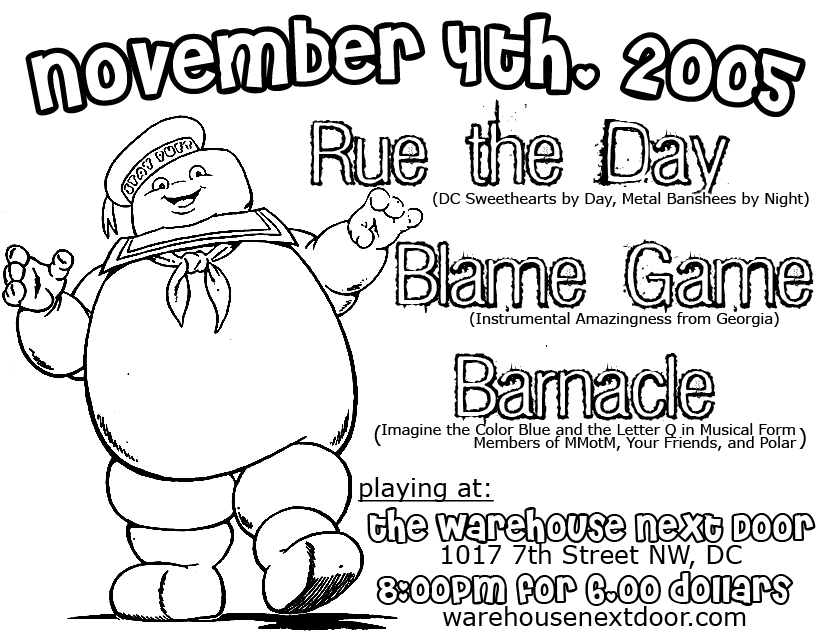 November 4th. 2005
STAY PUFT
Rue the Day
(DC Sweethearts by Day, Metal Banshees by Night)
Blame Game
(Instrumental Amazingness from Georgia)
Barnacle
(Imagine the Color Blue and the Letter Q in Musical Form
Members of MMotM, Your Friends, and Polar)
playing at:
the Warehouse Next Door
1017 7th Street NW, DC
8:00pm for 6.00 dollars
warehousenextdoor.com